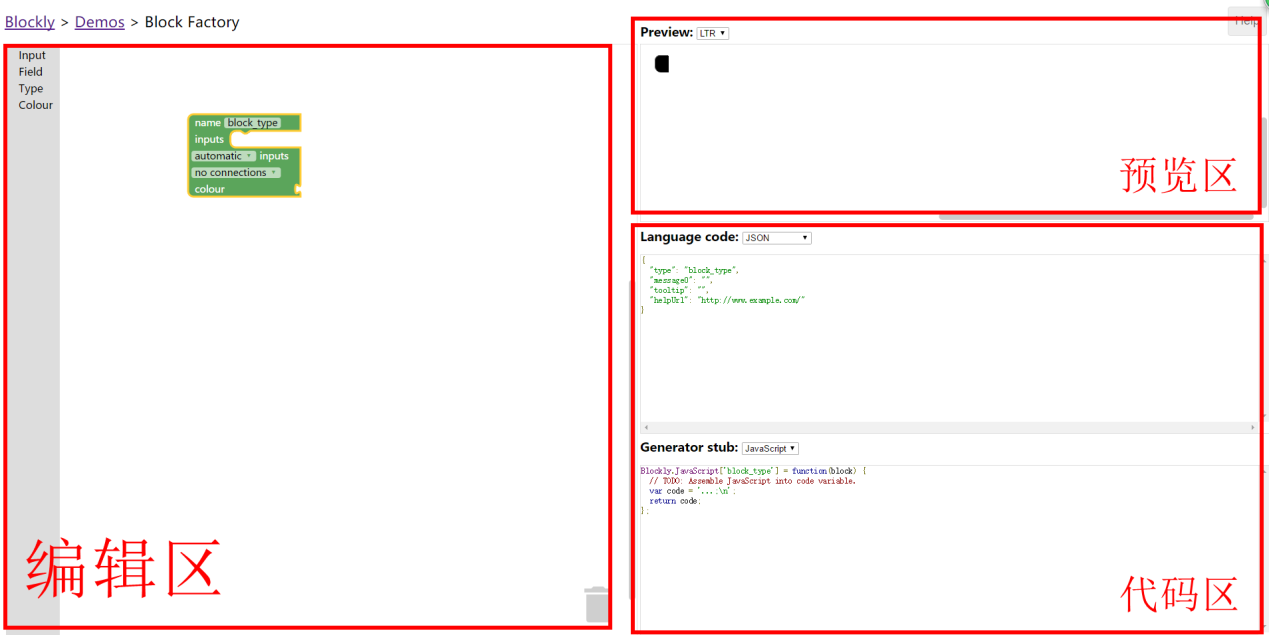 Blockly > Demos > Block Factory
Help
Input
Field
Type
Colour
name block_type
inputs
automatic inputs
no connections
colour
编辑区
Preview: LTR
预览区
Language code: JSON
{
"type": "block_type",
"message0": "",
"tooltip": "",
"helpUrl": "http://www.example.com/"
}
Generator stub: JavaScript
Blockly.JavaScript['block_type'] = function(block) {
// TODO: Assemble JavaScript into code variable.
var code = '...;\n';
return code;
};
代码区